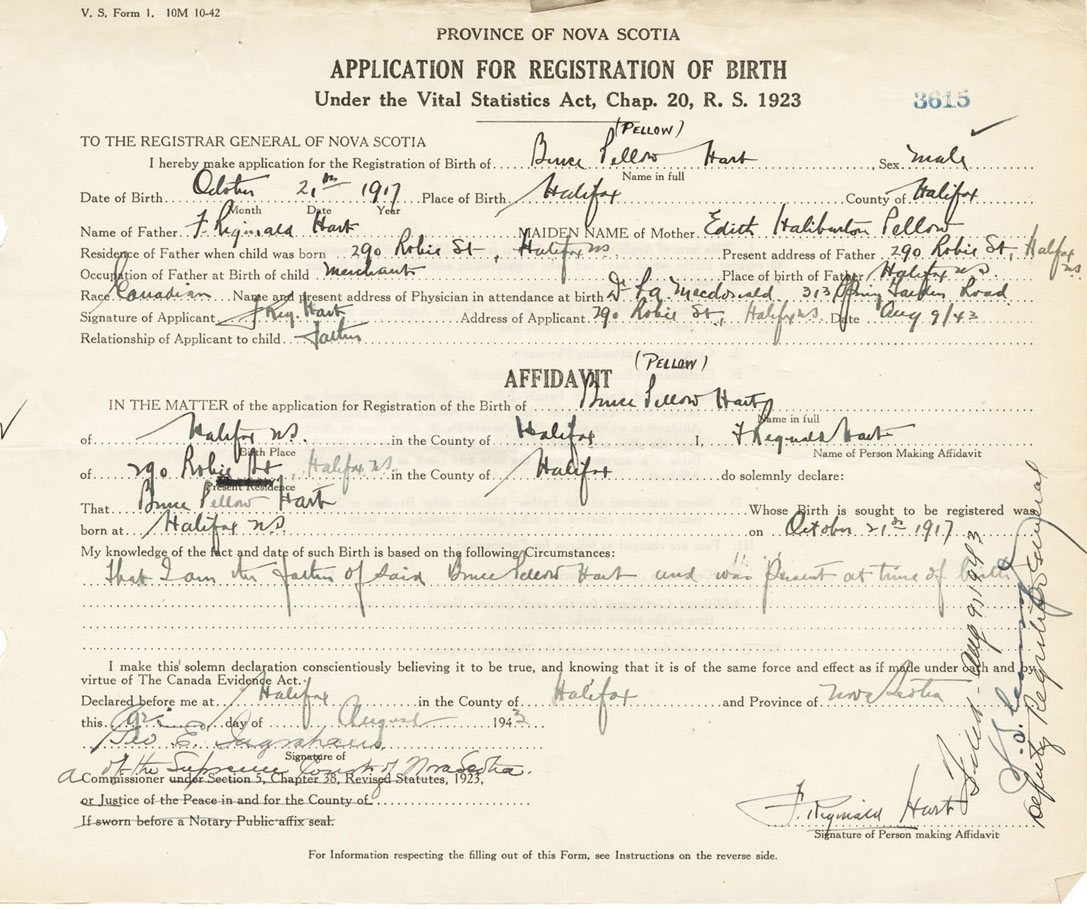 V. S. Form 1. 10M 10-42
PROVINCE OF NOVA SCOTIA
APPLICATION FOR REGISTRATION OF BIRTH
Under the Vital Statistics Act, Chap. 20, R. S. 1923
3615
TO THE REGISTRAR GENERAL OF NOVA SCOTIA
(PELLOW)
I hereby make application for the Registration of Birth of Bruce Pellow Hart Sex male
Name in full
Date of Birth October 21st 1917 Place of Birth Halifax County of Halifax
Month Date Year
Name of Father F Reginald Hart MAIDEN NAME of Mother Edith Haliburton Pellow
Residence of Father when child was born 290 Robie St, Halifax NS Present address of Father 290 Robie St, Halifax NS
Occupation of Father at Birth of child Merchant Place of birth of Father Halifax NS
Race Canadian Name and present address of Physician in attendance at birth Dr Macdonald 313 Spring Garden Road
Signature of Applicant F Reg. Hart Address of Applicant 290 Robie St, Halifax NS Date Aug 9/43
Relationship of Applicant to child father
(PELLOW)
AFFIDAVIT
IN THE MATTER of the application for Registration of the Birth of Bruce Pellow Hart
Name in full
of Halifax NS. in the County of Halifax I, F Reginald Hart
Birth Place Name of Person Making Affidavit
of 290 Robie St, Halifax NS in the County of Halifax do solemnly declare:
Present Residence
That Bruce Pellow Hart Whose Birth is sought to be registered was
born at Halifax NS. on October 21st 1917
My knowledge of the fact and date of such Birth is based on the following Circumstances:
That I am the father of said Bruce Pellow Hart and was present at time of birth
I make this solemn declaration conscientiously believing it to be true, and knowing that it is of the same force and effect as if made under oath and by
virtue of The Canada Evidence Act.
Declared before me at Halifax in the County of Halifax and Province of Nova Scotia
this 9th day of August 1943
Geo E. Ingraham
Signature of
of the Supreme Court of Nova Scotia.
a Commissioner under Section 5, Chapter 38, Revised Statutes, 1923,
or Justice of the Peace in and for the County of
If sworn before a Notary Public affix seal.
F. Reginald Hart
Signature of Person making Affidavit
Filed - Aug 9, 1943
Deputy Registrar General
For Information respecting the filling out of this Form, see Instructions on the reverse side.